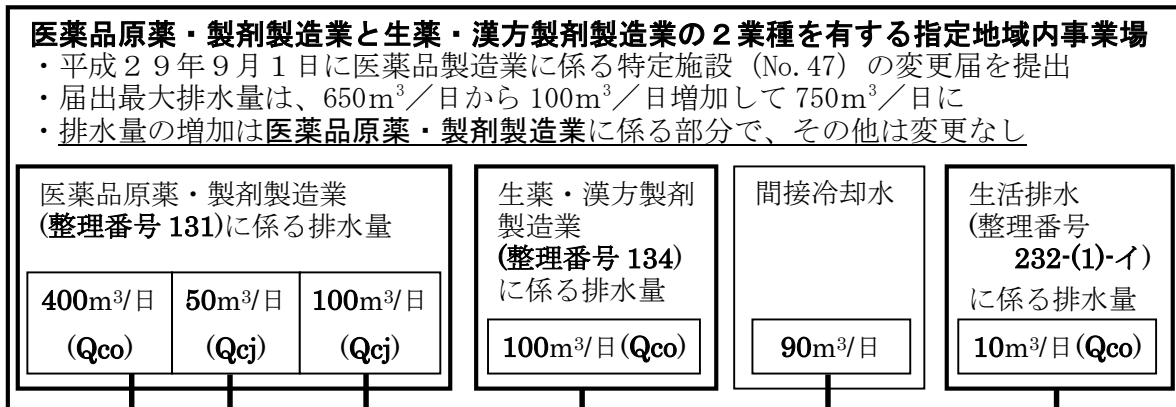 医薬品原薬・製剤製造業と生薬・漢方製剤製造業の２業種を有する指定地域内事業場
・平成２９年９月１日に医薬品製造業に係る特定施設（No.47）の変更届を提出
・届出最大排水量は、650m³／日から 100m³／日増加して 750m³／日に
・排水量の増加は医薬品原薬・製剤製造業に係る部分で、その他は変更なし
医薬品原薬・製剤製造業
(整理番号 131)に係る排水量
400m³/日
(Qco)
50m³/日
(Qcj)
100m³/日
(Qcj)
生薬・漢方製剤
製造業
(整理番号 134)
に係る排水量
100m³/日(Qco)
間接冷却水
90m³/日
生活排水
(整理番号
232-(1)-イ)
に係る排水量
10m³/日(Qco)